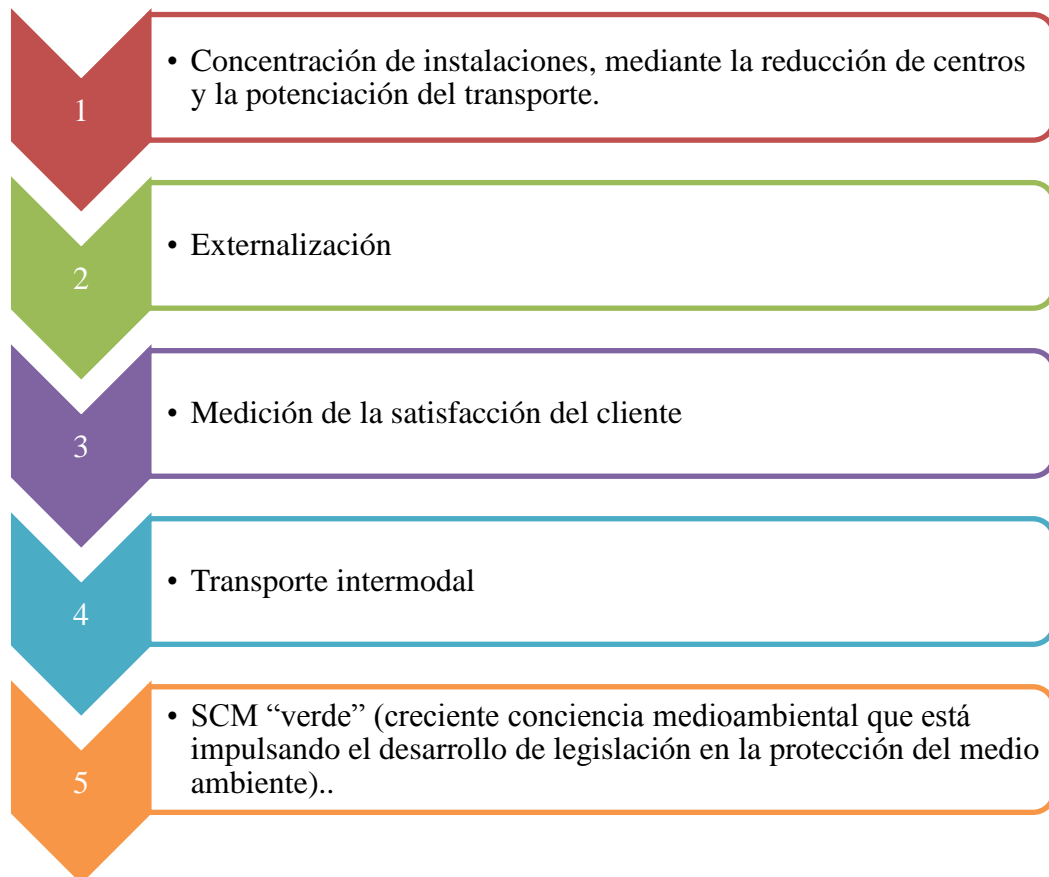 1
• Concentración de instalaciones, mediante la reducción de centros
y la potenciación del transporte.
2
• Externalización
3
• Medición de la satisfacción del cliente
4
• Transporte intermodal
5
• SCM “verde” (creciente conciencia medioambiental que está
impulsando el desarrollo de legislación en la protección del medio
ambiente)..